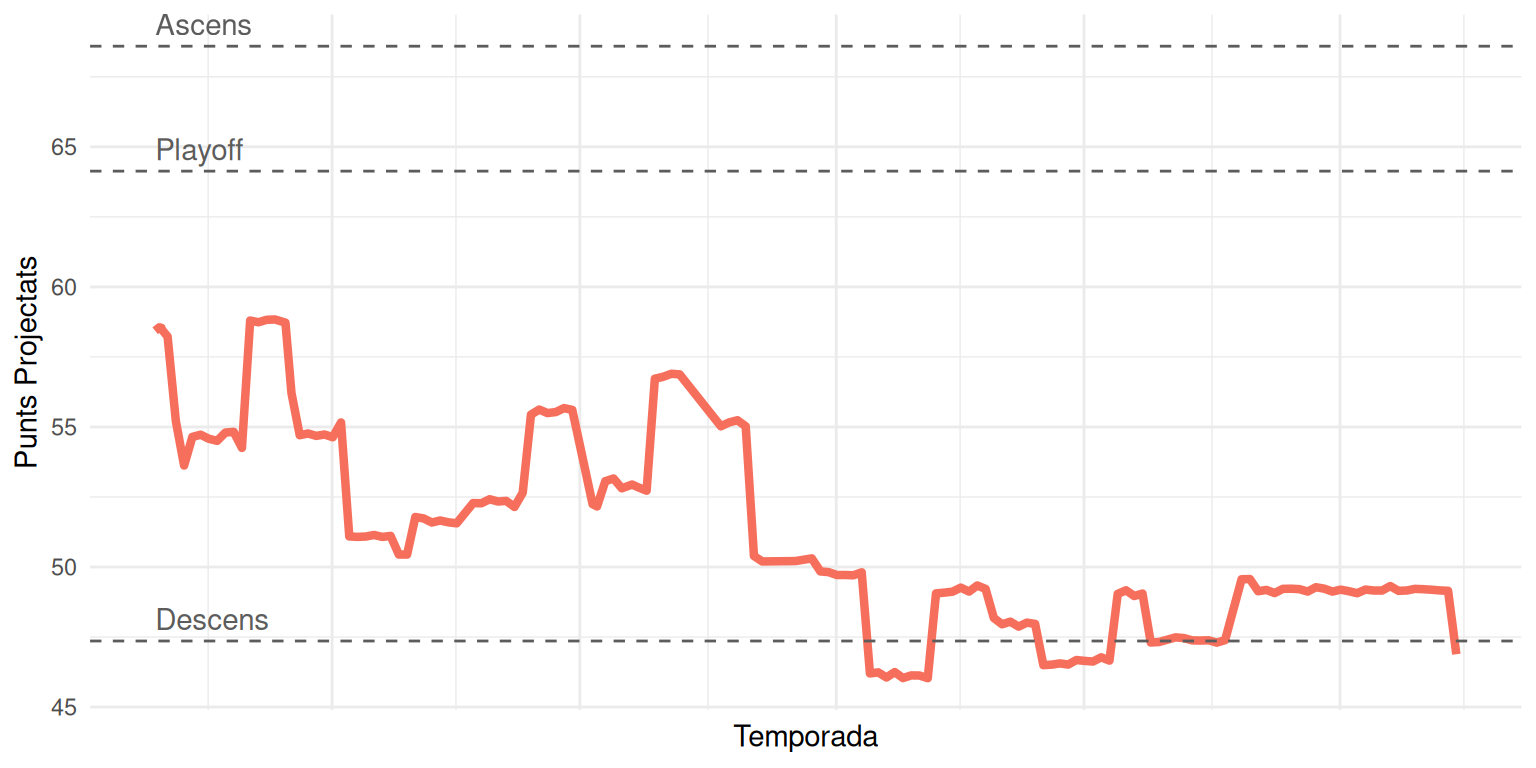 Ascens
Playoff
65
60
55
50
Descens
45
Punts Projectats
Temporada